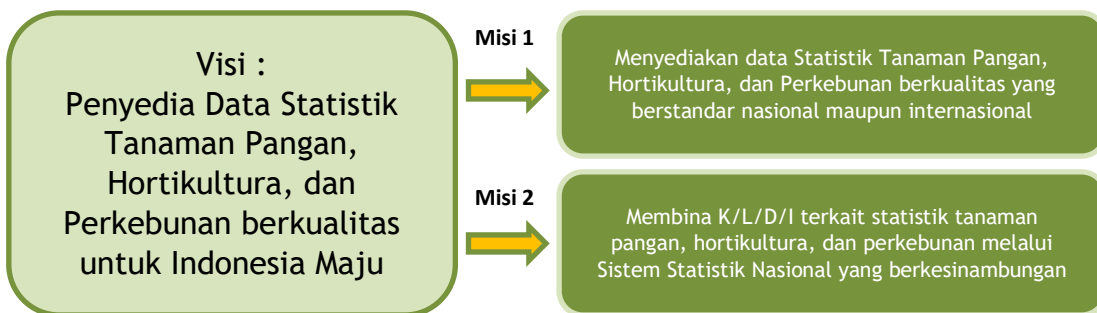 Visi :
Penyedia Data Statistik
Tanaman Pangan,
Hortikultura, dan
Perkebunan berkualitas
untuk Indonesia Maju
Misi 1
Menyediakan data Statistik Tanaman Pangan,
Hortikultura, dan Perkebunan berkualitas yang
berstandar nasional maupun internasional
Misi 2
Membina K/L/D/I terkait statistik tanaman
pangan, hortikultura, dan perkebunan melalui
Sistem Statistik Nasional yang berkesinambungan